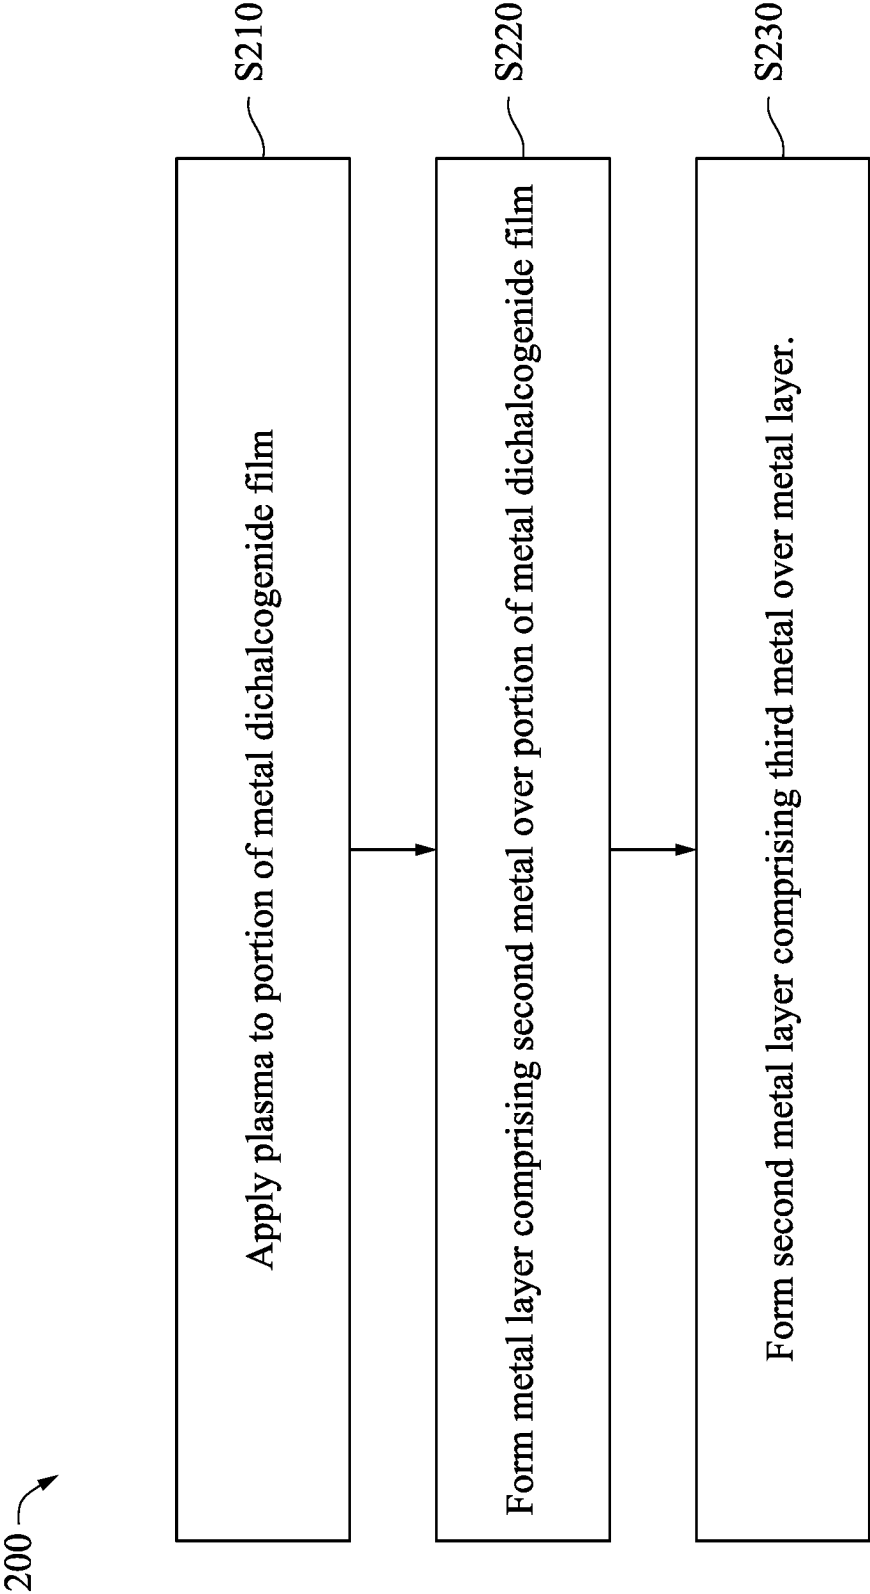 200
Apply plasma to portion of metal dichalcogenide film
S210
Form metal layer comprising second metal over portion of metal dichalcogenide film
S220
Form second metal layer comprising third metal over metal layer.
S230